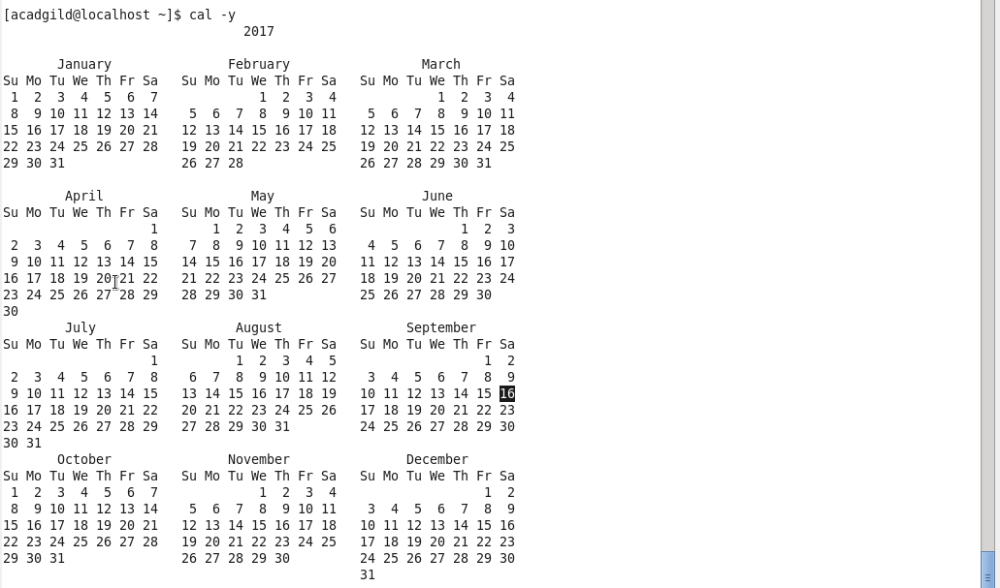 [acadgild@localhost ~]$ cal -y
                               2017

       January               February                 March
Su Mo Tu We Th Fr Sa   Su Mo Tu We Th Fr Sa   Su Mo Tu We Th Fr Sa
 1  2  3  4  5  6  7             1  2  3  4             1  2  3  4
 8  9 10 11 12 13 14    5  6  7  8  9 10 11    5  6  7  8  9 10 11
15 16 17 18 19 20 21   12 13 14 15 16 17 18   12 13 14 15 16 17 18
22 23 24 25 26 27 28   19 20 21 22 23 24 25   19 20 21 22 23 24 25
29 30 31               26 27 28               26 27 28 29 30 31

        April                   May                   June
Su Mo Tu We Th Fr Sa   Su Mo Tu We Th Fr Sa   Su Mo Tu We Th Fr Sa
                   1       1  2  3  4  5  6                1  2  3
 2  3  4  5  6  7  8    7  8  9 10 11 12 13    4  5  6  7  8  9 10
 9 10 11 12 13 14 15   14 15 16 17 18 19 20   11 12 13 14 15 16 17
16 17 18 19 20 21 22   21 22 23 24 25 26 27   18 19 20 21 22 23 24
23 24 25 26 27 28 29   28 29 30 31            25 26 27 28 29 30
30
        July                  August                September
Su Mo Tu We Th Fr Sa   Su Mo Tu We Th Fr Sa   Su Mo Tu We Th Fr Sa
                   1          1  2  3  4  5                   1  2
 2  3  4  5  6  7  8    6  7  8  9 10 11 12    3  4  5  6  7  8  9
 9 10 11 12 13 14 15   13 14 15 16 17 18 19   10 11 12 13 14 15 16
16 17 18 19 20 21 22   20 21 22 23 24 25 26   17 18 19 20 21 22 23
23 24 25 26 27 28 29   27 28 29 30 31         24 25 26 27 28 29 30
30 31
       October               November               December
Su Mo Tu We Th Fr Sa   Su Mo Tu We Th Fr Sa   Su Mo Tu We Th Fr Sa
 1  2  3  4  5  6  7             1  2  3  4                   1  2
 8  9 10 11 12 13 14    5  6  7  8  9 10 11    3  4  5  6  7  8  9
15 16 17 18 19 20 21   12 13 14 15 16 17 18   10 11 12 13 14 15 16
22 23 24 25 26 27 28   19 20 21 22 23 24 25   17 18 19 20 21 22 23
29 30 31               26 27 28 29 30         24 25 26 27 28 29 30
                                              31